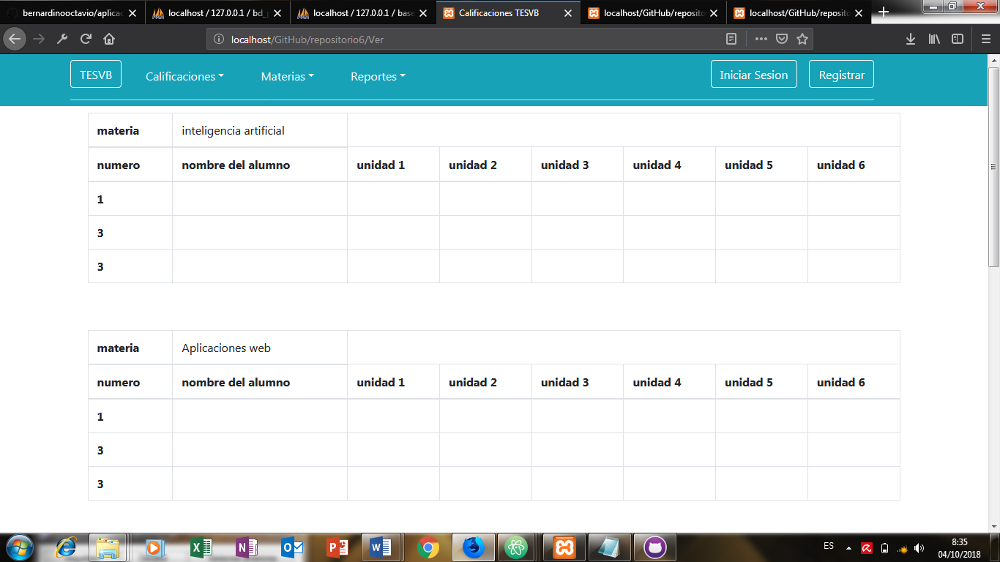 bernardinooctavio/aplicac
localhost / 127.0.0.1 / bd_
localhost / 127.0.0.1 / base
Calificaciones TESVB
localhost/GitHub/reposito
localhost/GitHub/reposito
localhost/GitHub/repositorio6/Ver
TESVB Calificaciones Materias Reportes Iniciar Sesion Registrar
materia inteligencia artificial
numero nombre del alumno unidad 1 unidad 2 unidad 3 unidad 4 unidad 5 unidad 6
1
3
3
materia Aplicaciones web
numero nombre del alumno unidad 1 unidad 2 unidad 3 unidad 4 unidad 5 unidad 6
1
3
3
ES 8:35
04/10/2018